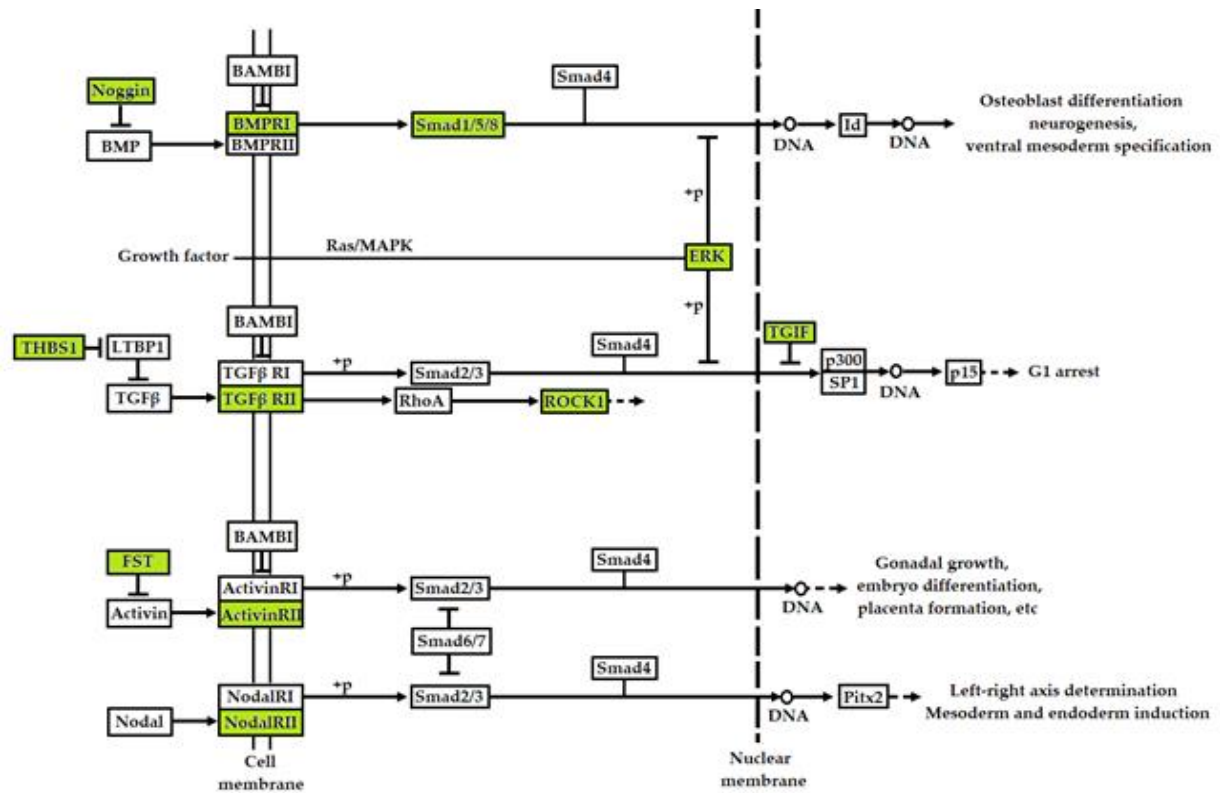 BAMBI
Smad4
Noggin
BMPRI
Smad1/5/8
Id
Osteoblast differentiation
neurogenesis,
ventral mesoderm specification
BMP
BMPRII
DNA
DNA
+p
Growth factor
Ras/MAPK
ERK
+p
BAMBI
TGIF
THBS1
LTBP1
Smad4
p300
TGFβ RI
+p
Smad2/3
SP1
p15
G1 arrest
TGFβ
TGFβ RII
RhoA
ROCK1
DNA
BAMBI
FST
Smad4
Gonadal growth,
embryo differentiation,
placenta formation, etc
ActivinRI
+p
Smad2/3
Activin
ActivinRII
DNA
Smad6/7
Smad4
NodalRI
+p
Smad2/3
Pitx2
Left-right axis determination
Mesoderm and endoderm induction
Nodal
NodalRII
DNA
Cell
membrane
Nuclear
membrane